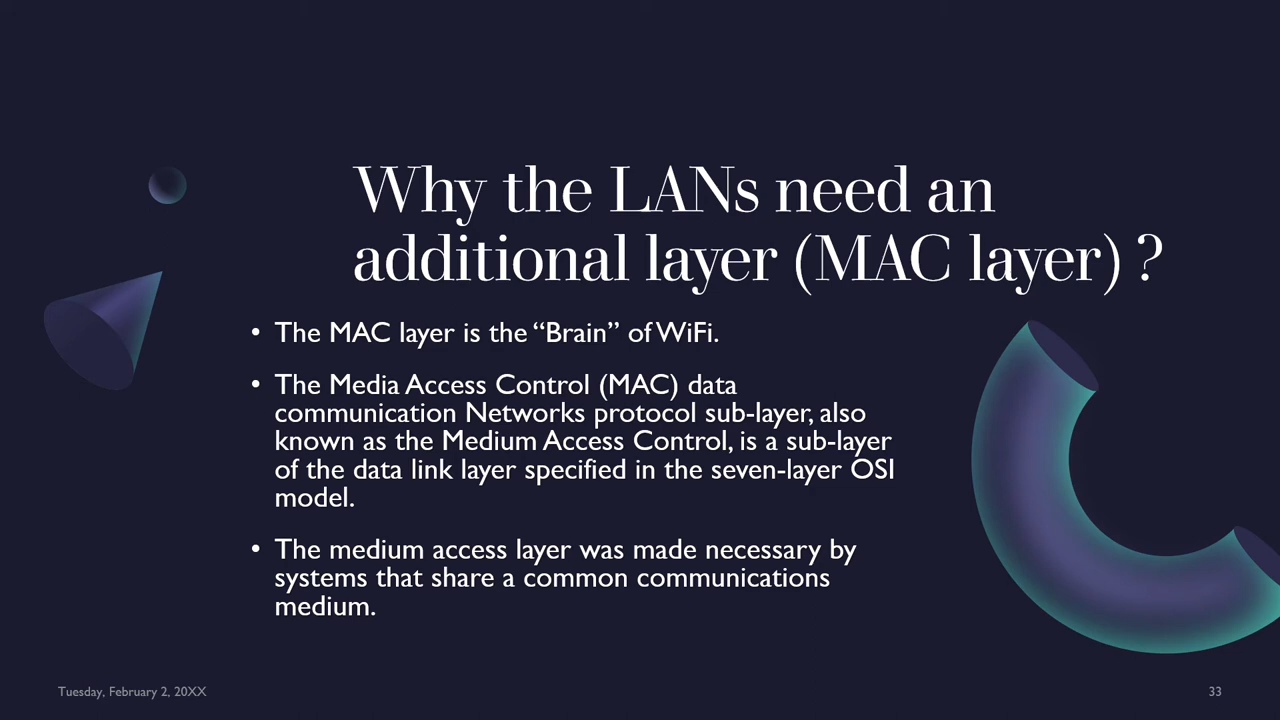 Why the LANs need an
additional layer (MAC layer) ?
• The MAC layer is the “Brain” of WiFi.
• The Media Access Control (MAC) data
communication Networks protocol sub-layer, also
known as the Medium Access Control, is a sub-layer
of the data link layer specified in the seven-layer OSI
model.
• The medium access layer was made necessary by
systems that share a common communications
medium.
Tuesday, February 2, 20XX
33